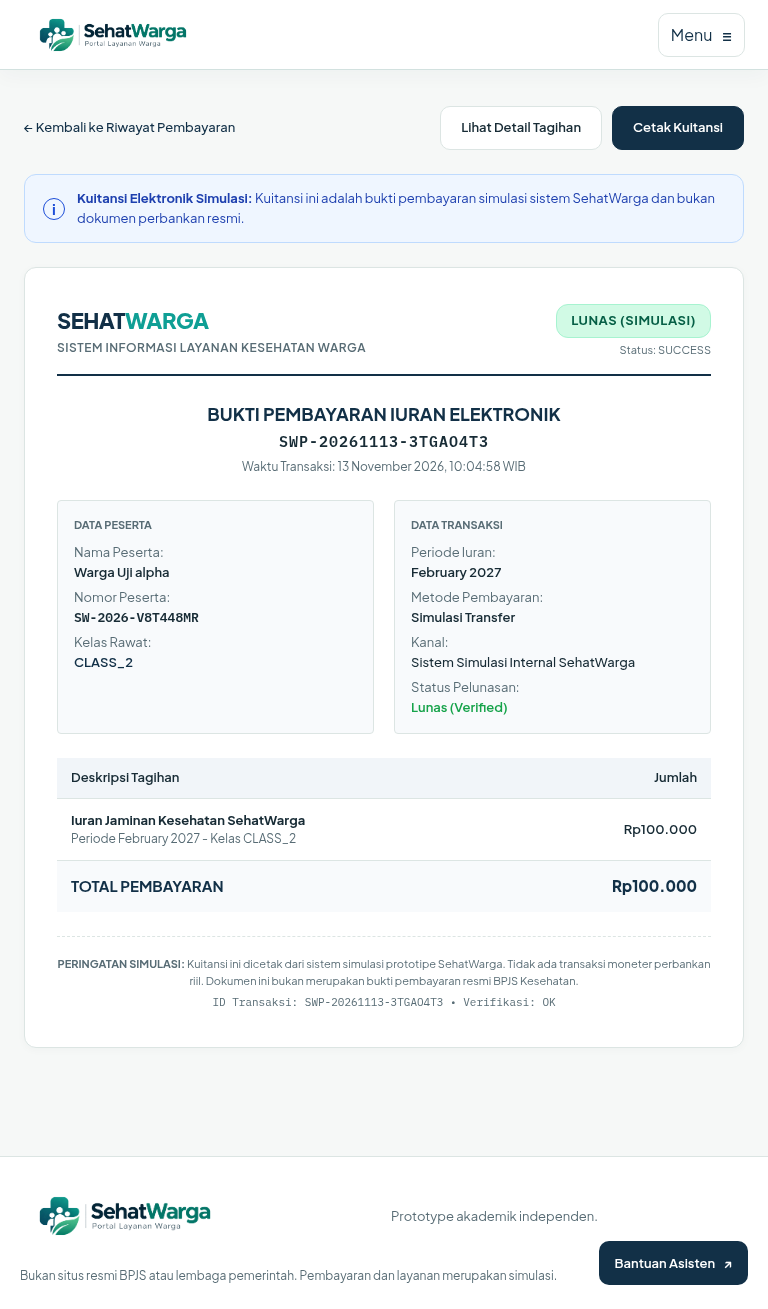 SehatWarga
Portal Layanan Warga
Menu ≡
← Kembali ke Riwayat Pembayaran
Lihat Detail Tagihan
Cetak Kuitansi
Kuitansi Elektronik Simulasi: Kuitansi ini adalah bukti pembayaran simulasi sistem SehatWarga dan bukan
dokumen perbankan resmi.
SEHATWARGA
SISTEM INFORMASI LAYANAN KESEHATAN WARGA
LUNAS (SIMULASI)
Status: SUCCESS
BUKTI PEMBAYARAN IURAN ELEKTRONIK
SWP-20261113-3TGAO4T3
Waktu Transaksi: 13 November 2026, 10:04:58 WIB
DATA PESERTA
Nama Peserta:
Warga Uji alpha
Nomor Peserta:
SW-2026-V8T448MR
Kelas Rawat:
CLASS_2
DATA TRANSAKSI
Periode Iuran:
February 2027
Metode Pembayaran:
Simulasi Transfer
Kanal:
Sistem Simulasi Internal SehatWarga
Status Pelunasan:
Lunas (Verified)
Deskripsi Tagihan Jumlah
Iuran Jaminan Kesehatan SehatWarga
Periode February 2027 - Kelas CLASS_2
Rp100.000
TOTAL PEMBAYARAN Rp100.000
PERINGATAN SIMULASI: Kuitansi ini dicetak dari sistem simulasi prototipe SehatWarga. Tidak ada transaksi moneter perbankan
riil. Dokumen ini bukan merupakan bukti pembayaran resmi BPJS Kesehatan.
ID Transaksi: SWP-20261113-3TGAO4T3 • Verifikasi: OK
SehatWarga
Portal Layanan Warga
Prototype akademik independen.
Bantuan Asisten ↗
Bukan situs resmi BPJS atau lembaga pemerintah. Pembayaran dan layanan merupakan simulasi.